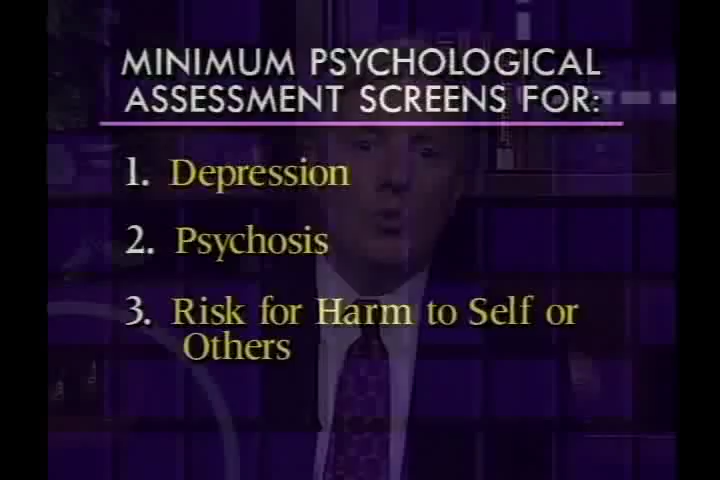 MINIMUM PSYCHOLOGICAL
ASSESSMENT SCREENS FOR:
1. Depression
2. Psychosis
3. Risk for Harm to Self or
Others